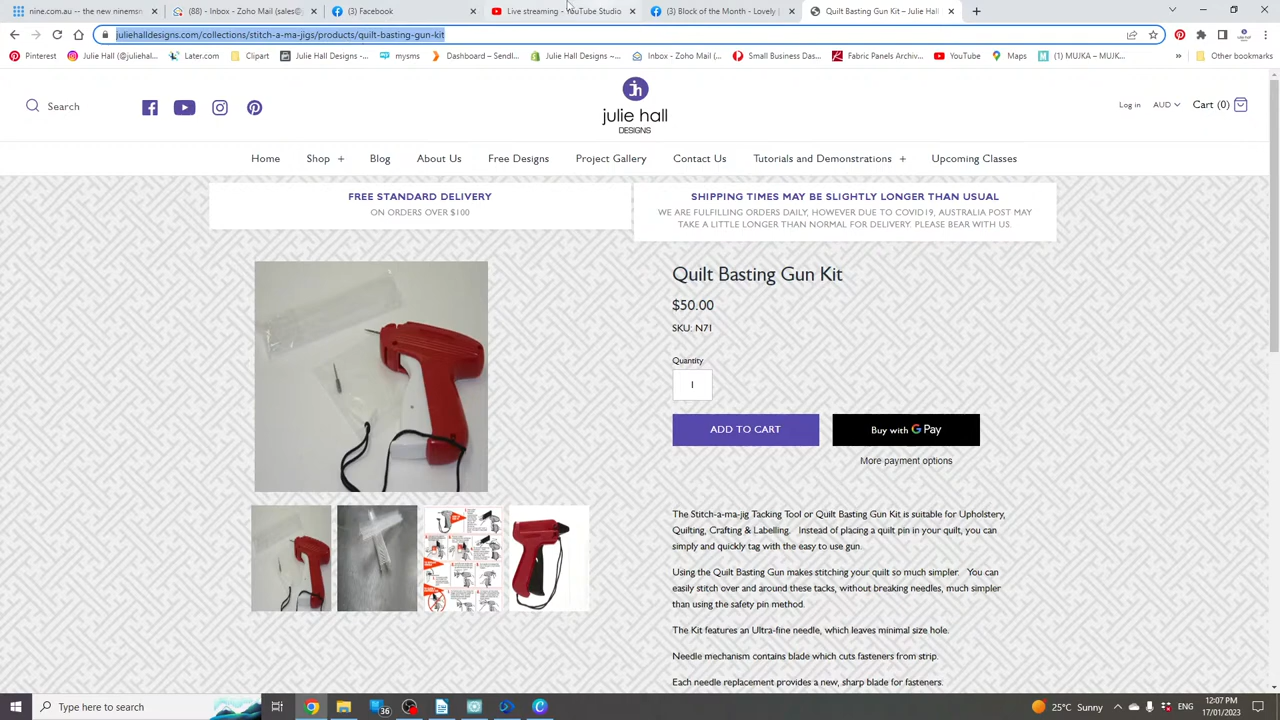 nine.com.au – www.ninems
(88) - Inbox - Zoho Mail (sales@
(3) Facebook
Live streaming - YouTube Studio
(3) Block of the Month - Lovely
Quilt Basting Gun Kit – Julie Hall
juliehalldesigns.com/collections/stitch-a-ma-jigs/products/quilt-basting-gun-kit
Pinterest
Julie Hall (@juliehal...
Later.com
Clipart
Julie Hall Designs -...
mysms
Dashboard – Sendl...
Julie Hall Designs ~...
Inbox - Zoho Mail (...
Small Business Das...
Fabric Panels Archiv...
YouTube
Maps
(1) MUJKA – MUJK...
»
Other bookmarks
Search
jh
julie hall
DESIGNS
Log in
AUD
Cart (0)
Home
Shop +
Blog
About Us
Free Designs
Project Gallery
Contact Us
Tutorials and Demonstrations +
Upcoming Classes
FREE STANDARD DELIVERY
ON ORDERS OVER $100
SHIPPING TIMES MAY BE SLIGHTLY LONGER THAN USUAL
WE ARE FULFILLING ORDERS DAILY, HOWEVER DUE TO COVID19, AUSTRALIA POST MAY
TAKE A LITTLE LONGER THAN NORMAL FOR DELIVERY. PLEASE BEAR WITH US.
Quilt Basting Gun Kit
$50.00
SKU: N71
Quantity
1
ADD TO CART
Buy with G Pay
More payment options
The Stitch-a-ma-jig Tacking Tool or Quilt Basting Gun Kit is suitable for Upholstery,
Quilting, Crafting & Labelling. Instead of placing a quilt pin in your quilt, you can
simply and quickly tag with the easy to use gun.
Using the Quilt Basting Gun makes stitching your quilt so much simpler. You can
easily stitch over and around these tacks, without breaking needles, much simpler
than using the safety pin method.
The Kit features an Ultra-fine needle, which leaves minimal size hole.
Needle mechanism contains blade which cuts fasteners from strip.
Each needle replacement provides a new, sharp blade for fasteners.
Type here to search
36
25°C Sunny
12:07 PM
17/01/2023